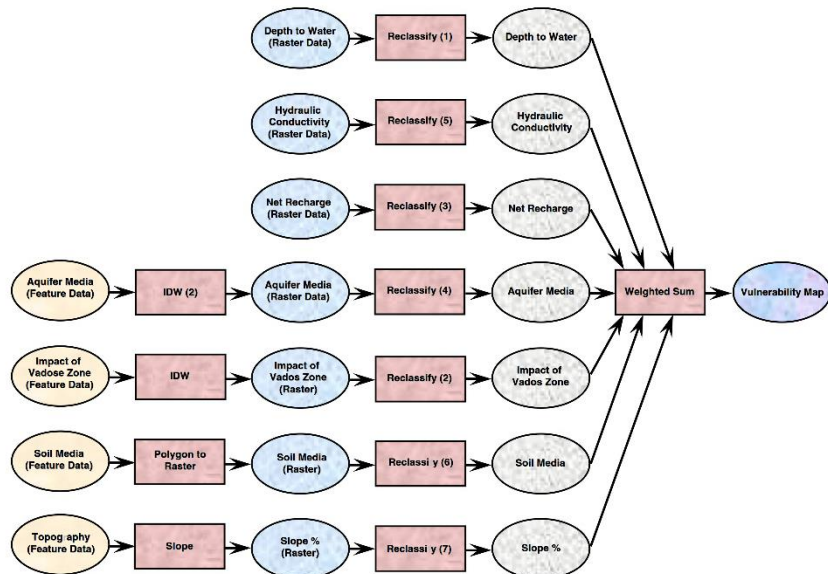 Depth to Water
(Raster Data)
Reclassify (1)
Depth to Water
Hydraulic
Conductivity
(Raster Data)
Reclassify (5)
Hydraulic
Conductivity
Net Recharge
(Raster Data)
Reclassify (3)
Net Recharge
Aquifer Media
(Feature Data)
IDW (2)
Aquifer Media
(Raster Data)
Reclassify (4)
Aquifer Media
Weighted Sum
Vulnerability Map
Impact of
Vadose Zone
(Feature Data)
IDW
Impact of
Vados Zone
(Raster)
Reclassify (2)
Impact of
Vados Zone
Soil Media
(Feature Data)
Polygon to
Raster
Soil Media
(Raster)
Reclassi y (6)
Soil Media
Topography
(Feature Data)
Slope
Slope %
(Raster)
Reclassi y (7)
Slope %